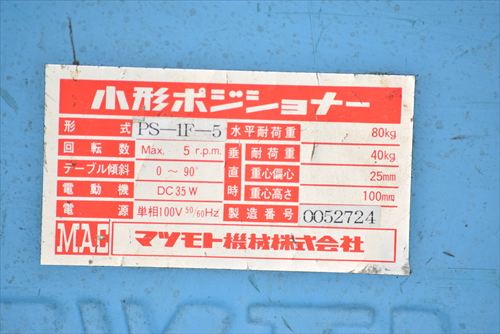 小形ポジショナー
形式 PS-1F-5 水平耐荷重 80kg
回転数 Max. 5 r.p.m. 垂直時 耐荷重 40kg
テーブル傾斜 0～90° 重心偏心 25mm
電動機 DC35W 重心高さ 100mm
電源 単相100V 50/60Hz 製造番号 0052724
MAC マツモト機械株式会社